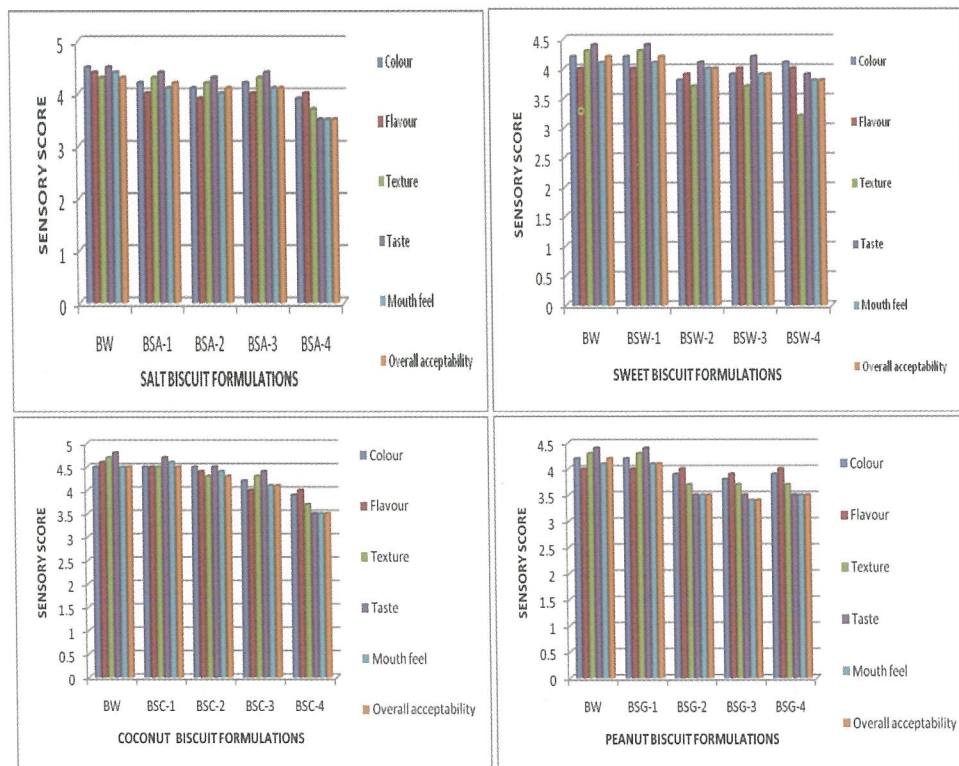 SENSORY SCORE
5
4
3
2
1
0
BW BSA-1 BSA-2 BSA-3 BSA-4
SALT BISCUIT FORMULATIONS
Colour
Flavour
Texture
Taste
Mouth feel
Overall acceptability
SENSORY SCORE
4.5
4
3.5
3
2.5
2
1.5
1
0.5
0
BW BSW-1 BSW-2 BSW-3 BSW-4
SWEET BISCUIT FORMULATIONS
Colour
Flavour
Texture
Taste
Mouth feel
Overall acceptability
SENSORY SCORE
5
4.5
4
3.5
3
2.5
2
1.5
1
0.5
0
BW BSC-1 BSC-2 BSC-3 BSC-4
COCONUT BISCUIT FORMULATIONS
Colour
Flavour
Texture
Taste
Mouth feel
Overall acceptability
SENSORY SCORE
4.5
4
3.5
3
2.5
2
1.5
1
0.5
0
BW BSG-1 BSG-2 BSG-3 BSG-4
PEANUT BISCUIT FORMULATIONS
Colour
Flavour
Texture
Taste
Mouth feel
Overall acceptability